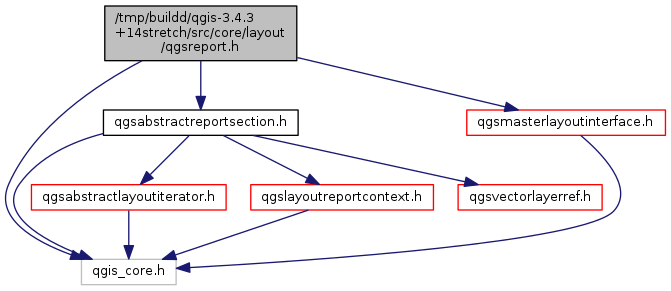 /tmp/buildd/qgis-3.4.3
+14stretch/src/core/layout
/qgsreport.h
qgsabstractreportsection.h
qgsmasterlayoutinterface.h
qgsabstractlayoutiterator.h
qgslayoutreportcontext.h
qgsvectorlayerref.h
qgis_core.h